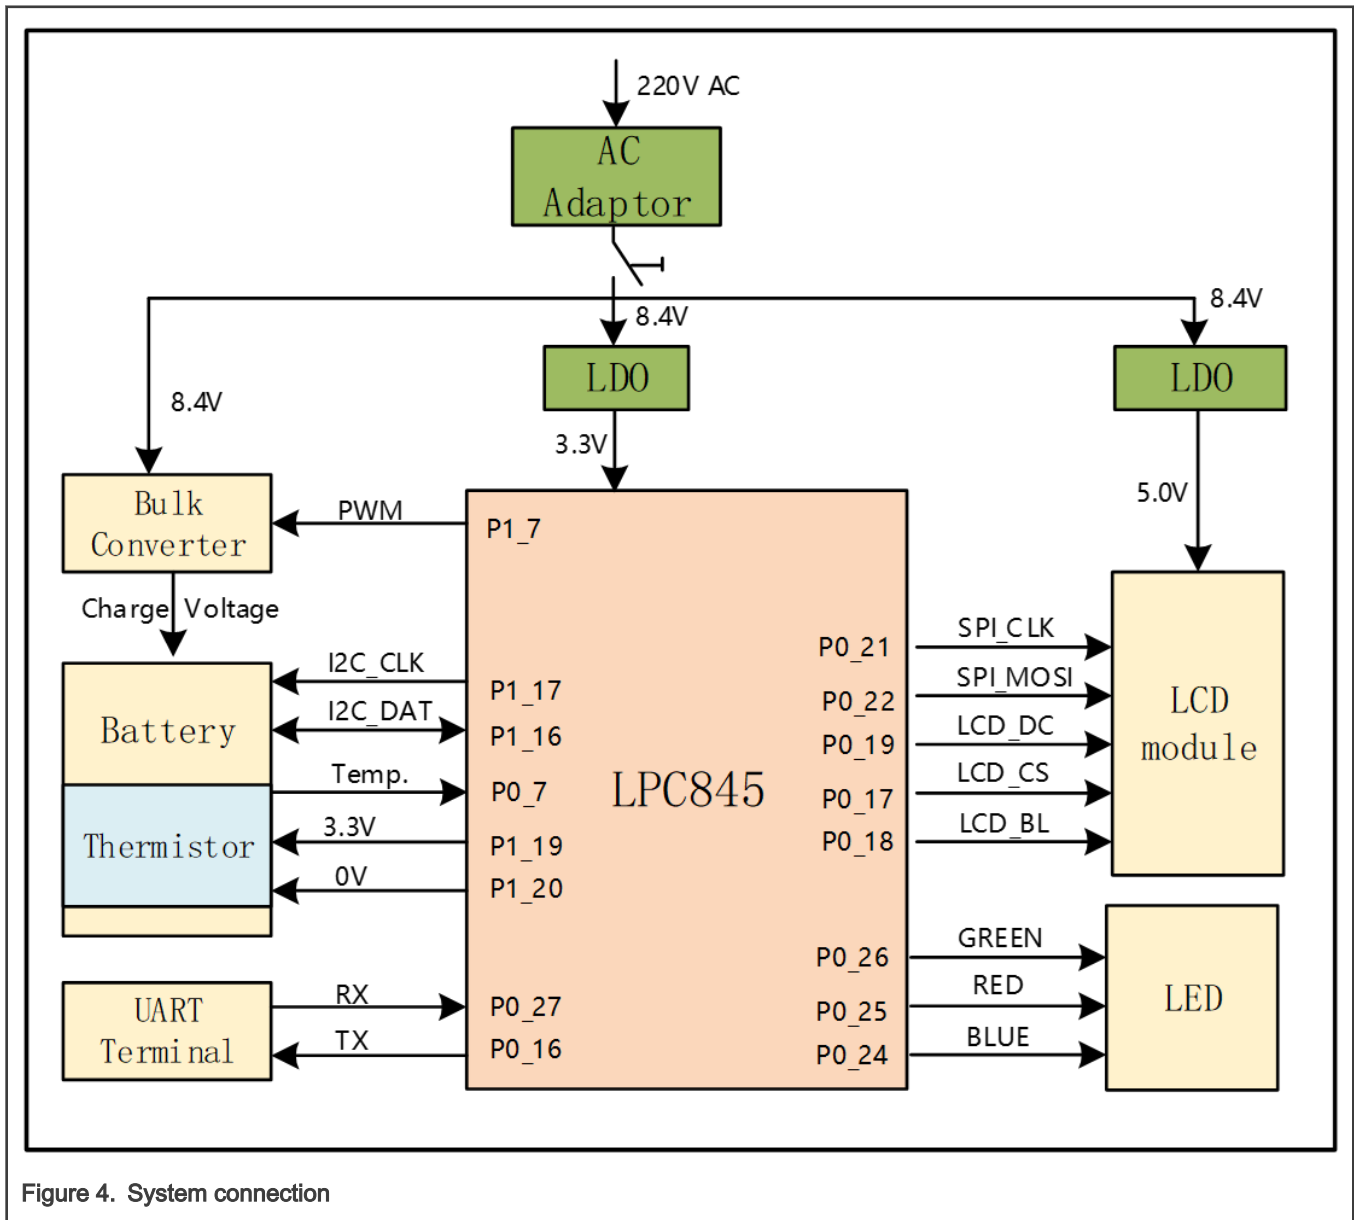 220V AC
AC
Adaptor
8.4V
8.4V
8.4V
LDO
LDO
3.3V
5.0V
Bulk
Converter
PWM
P1_7
Charge Voltage
Battery
I2C_CLK
P1_17
I2C_DAT
P1_16
Temp.
P0_7
Thermistor
3.3V
P1_19
0V
P1_20
UART
Terminal
RX
P0_27
TX
P0_16
LPC845
P0_21
SPI_CLK
P0_22
SPI_MOSI
P0_19
LCD_DC
P0_17
LCD_CS
P0_18
LCD_BL
LCD
module
P0_26
GREEN
P0_25
RED
P0_24
BLUE
LED
Figure 4. System connection